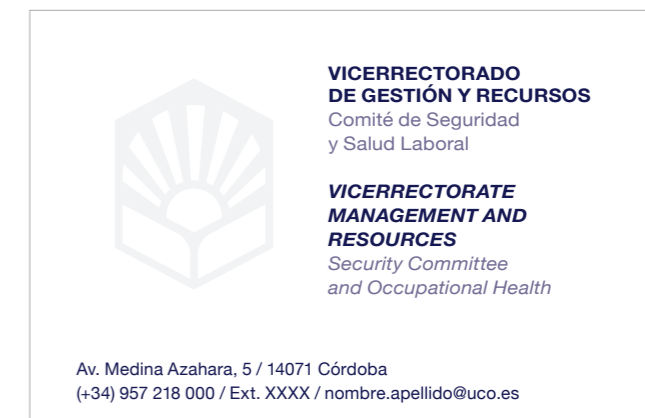 VICERRECTORADO
DE GESTIÓN Y RECURSOS
Comité de Seguridad
y Salud Laboral
VICERRECTORATE
MANAGEMENT AND
RESOURCES
Security Committee
and Occupational Health
Av. Medina Azahara, 5 / 14071 Córdoba
(+34) 957 218 000 / Ext. XXXX / nombre.apellido@uco.es